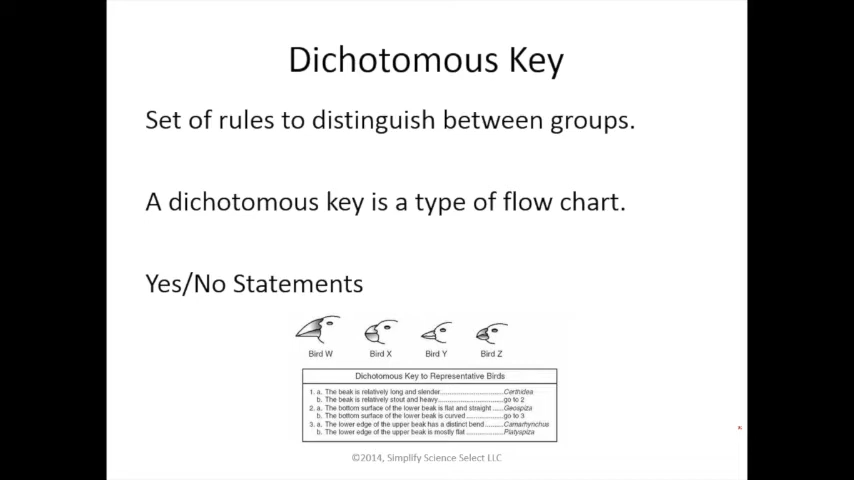 Dichotomous Key
Set of rules to distinguish between groups.
A dichotomous key is a type of flow chart.
Yes/No Statements
Bird W Bird X Bird Y Bird Z
Dichotomous Key to Representative Birds
1. a. The beak is relatively long and slender..............................Certhidea
b. The beak is relatively stout and heavy..............................go to 2
2. a. The bottom surface of the lower beak is flat and straight .....Geospiza
b. The bottom surface of the lower beak is curved .................go to 3
3. a. The lower edge of the upper beak has a distinct bend .........Camarhynchus
b. The lower edge of the upper beak is mostly flat .................Platyspiza
©2014, Simplify Science Select LLC